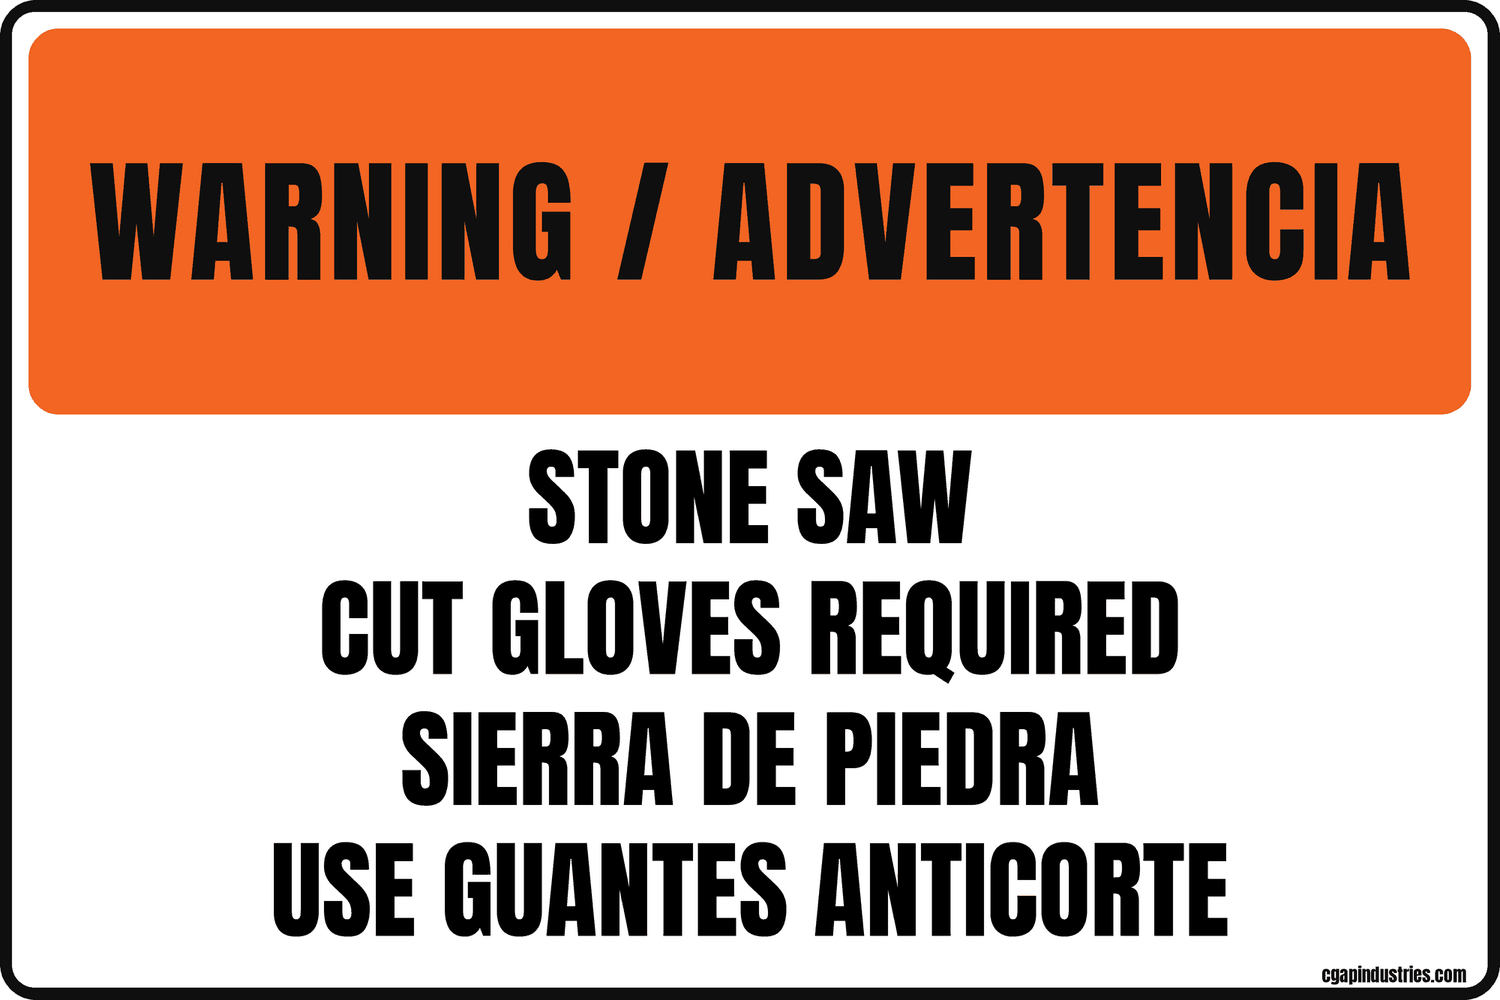 WARNING / ADVERTENCIA
STONE SAW
CUT GLOVES REQUIRED
SIERRA DE PIEDRA
USE GUANTES ANTICORTE
cgapindustries.com